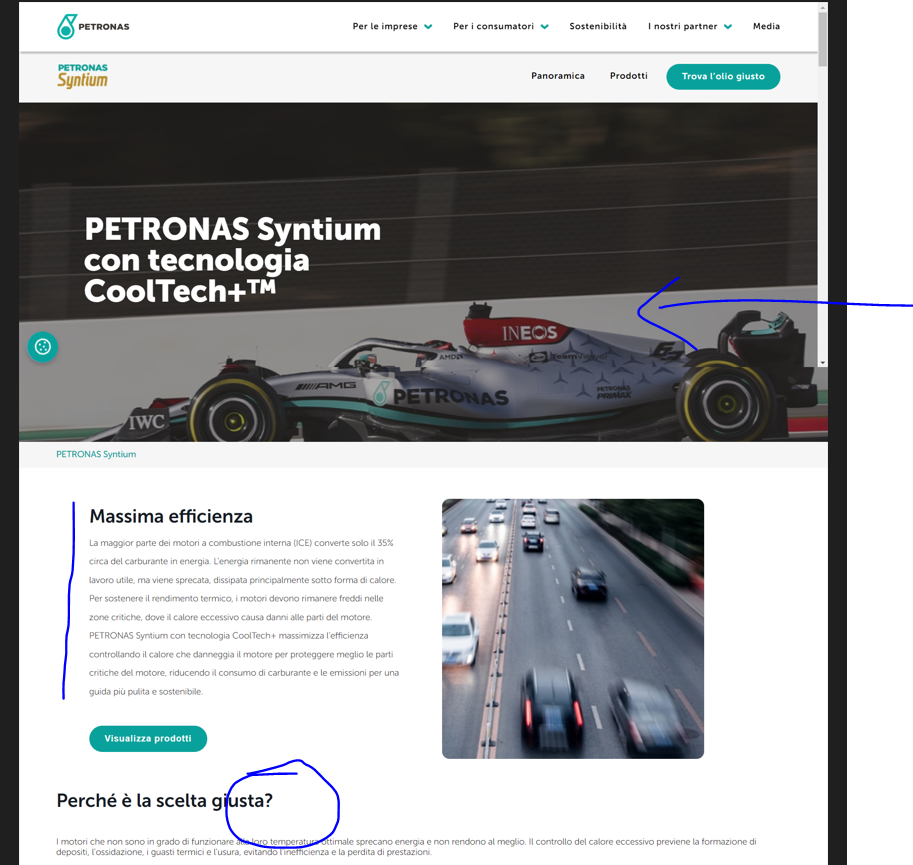 PETRONAS
Per le imprese
Per i consumatori
Sostenibilità
I nostri partner
Media
PETRONAS
Syntium
Panoramica
Prodotti
Trova l'olio giusto
PETRONAS Syntium
con tecnologia
CoolTech+™
INEOS
AMD
TeamViewer
63
AMG
PETRONAS
PETRONAS
PRIMAX
IWC
PETRONAS Syntium
Massima efficienza
La maggior parte dei motori a combustione interna (ICE) converte solo il 35%
circa del carburante in energia. L'energia rimanente non viene convertita in
lavoro utile, ma viene sprecata, dissipata principalmente sotto forma di calore.
Per sostenere il rendimento termico, i motori devono rimanere freddi nelle
zone critiche, dove il calore eccessivo causa danni alle parti del motore.
PETRONAS Syntium con tecnologia CoolTech+ massimizza l'efficienza
controllando il calore che danneggia il motore per proteggere meglio le parti
critiche del motore, riducendo il consumo di carburante e le emissioni per una
guida più pulita e sostenibile.
Visualizza prodotti
Perché è la scelta giusta?
I motori che non sono in grado di funzionare alla loro temperatura ottimale sprecano energia e non rendono al meglio. Il controllo del calore eccessivo previene la formazione di
depositi, l'ossidazione, i guasti termici e l'usura, evitando l'inefficienza e la perdita di prestazioni.